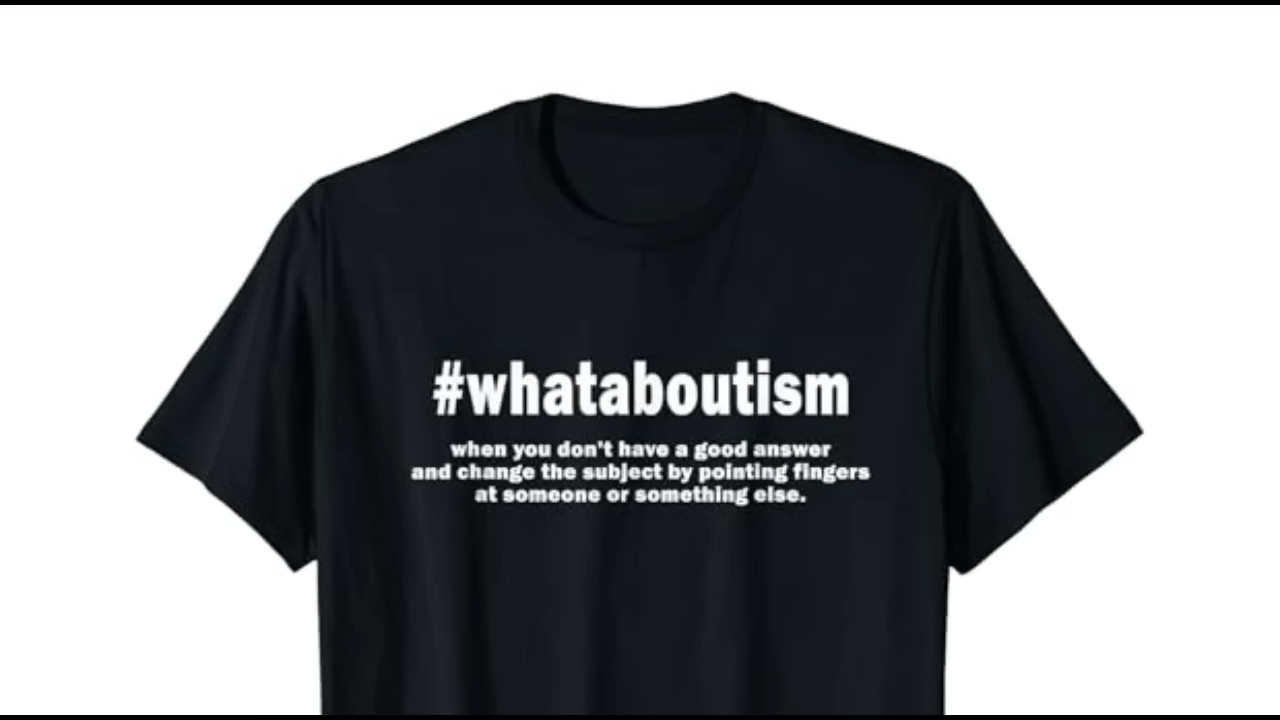 #whataboutism
when you don't have a good answer
and change the subject by pointing fingers
at someone or something else.